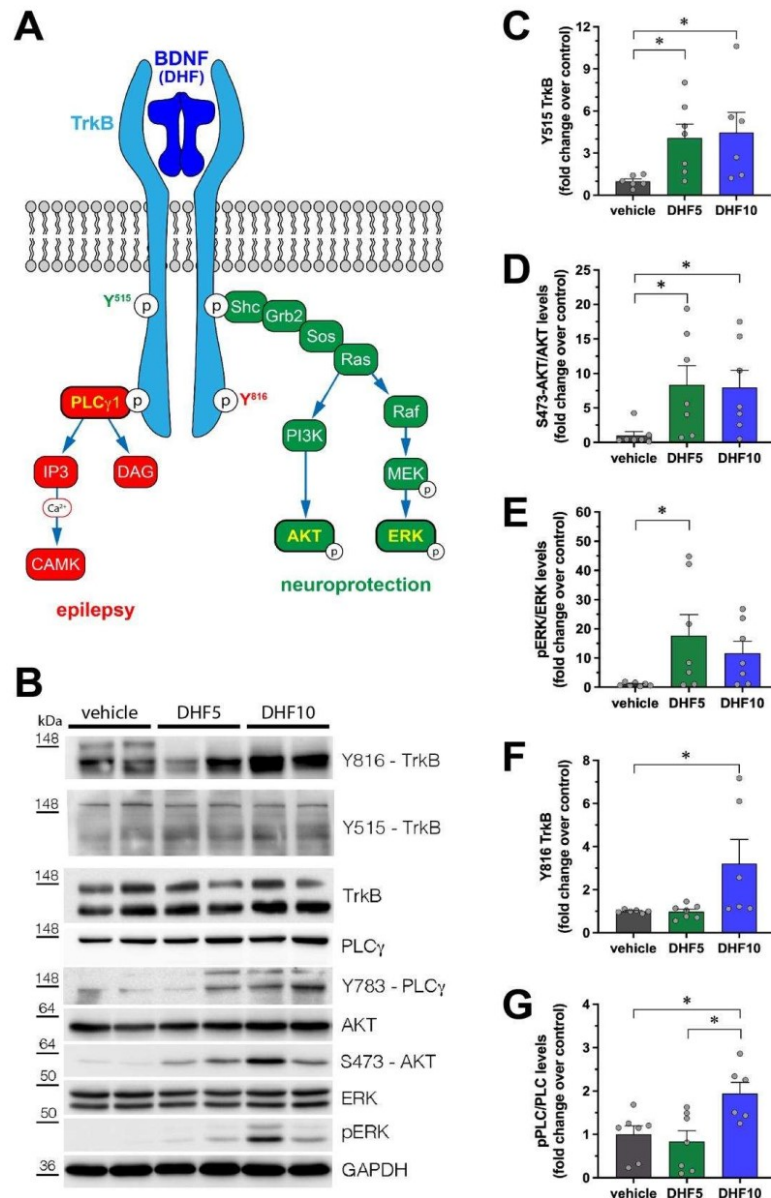 A
BDNF
(DHF)
TrkB
Y515
p
p
Shc
Grb2
Sos
Ras
PLCγ1
p
p
Y816
Raf
PI3K
IP3
DAG
MEK
p
Ca2+
AKT
p
ERK
p
CAMK
neuroprotection
epilepsy
B
kDa
vehicle
DHF5
DHF10
148
Y816 - TrkB
148
Y515 - TrkB
148
TrkB
148
PLCγ
148
Y783 - PLCγ
64
AKT
64
S473 - AKT
50
ERK
50
pERK
36
GAPDH
C
Y515 TrkB
(fold change over control)
12
9
6
3
0
*
*
vehicle
DHF5
DHF10
D
S473-AKT/AKT levels
(fold change over control)
25
20
15
10
5
0
*
*
vehicle
DHF5
DHF10
E
pERK/ERK levels
(fold change over control)
60
50
40
30
20
10
0
*
vehicle
DHF5
DHF10
F
Y816 TrkB
(fold change over control)
8
6
4
2
0
*
vehicle
DHF5
DHF10
G
pPLC/PLC levels
(fold change over control)
4
3
2
1
0
*
*
vehicle
DHF5
DHF10